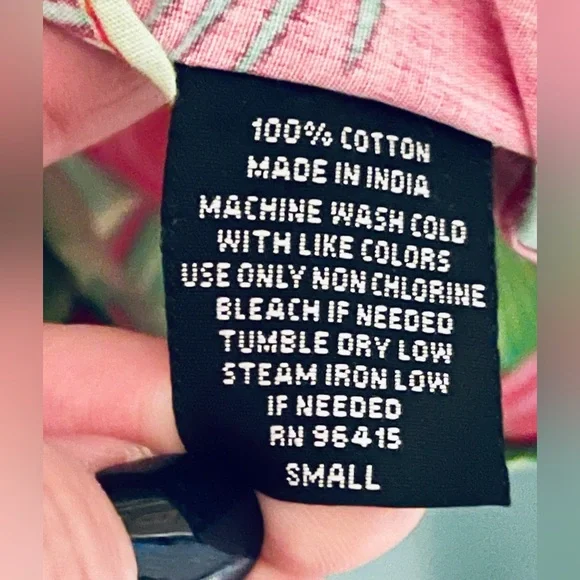 100% COTTON
MADE IN INDIA
MACHINE WASH COLD
WITH LIKE COLORS
USE ONLY NON CHLORINE
BLEACH IF NEEDED
TUMBLE DRY LOW
STEAM IRON LOW
IF NEEDED
RN 96415
SMALL